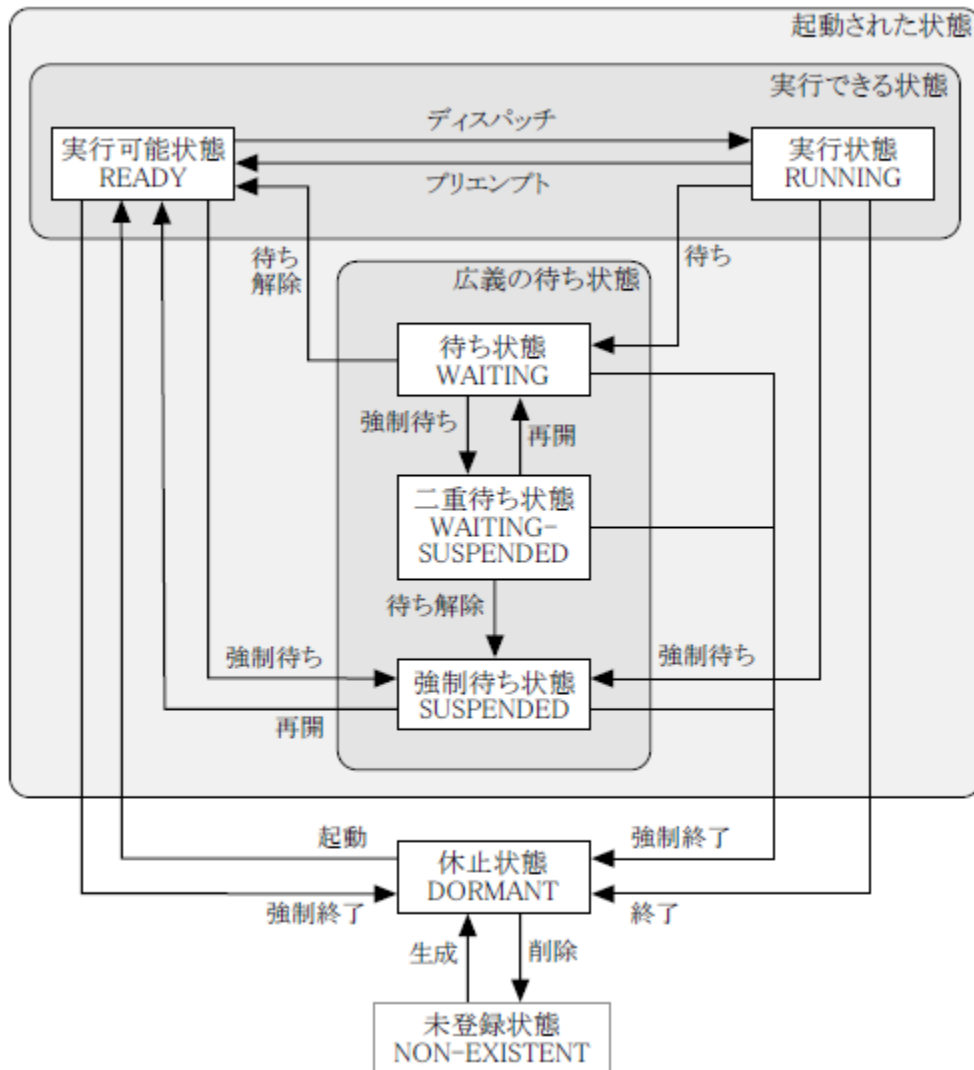 起動された状態
実行できる状態
ディスパッチ
実行可能状態
READY
実行状態
RUNNING
プリエンプト
待ち
解除
待ち
広義の待ち状態
待ち状態
WAITING
強制待ち
再開
二重待ち状態
WAITING-
SUSPENDED
待ち解除
強制待ち
強制待ち
強制待ち状態
SUSPENDED
再開
起動
強制終了
休止状態
DORMANT
強制終了
終了
生成
削除
未登録状態
NON-EXISTENT